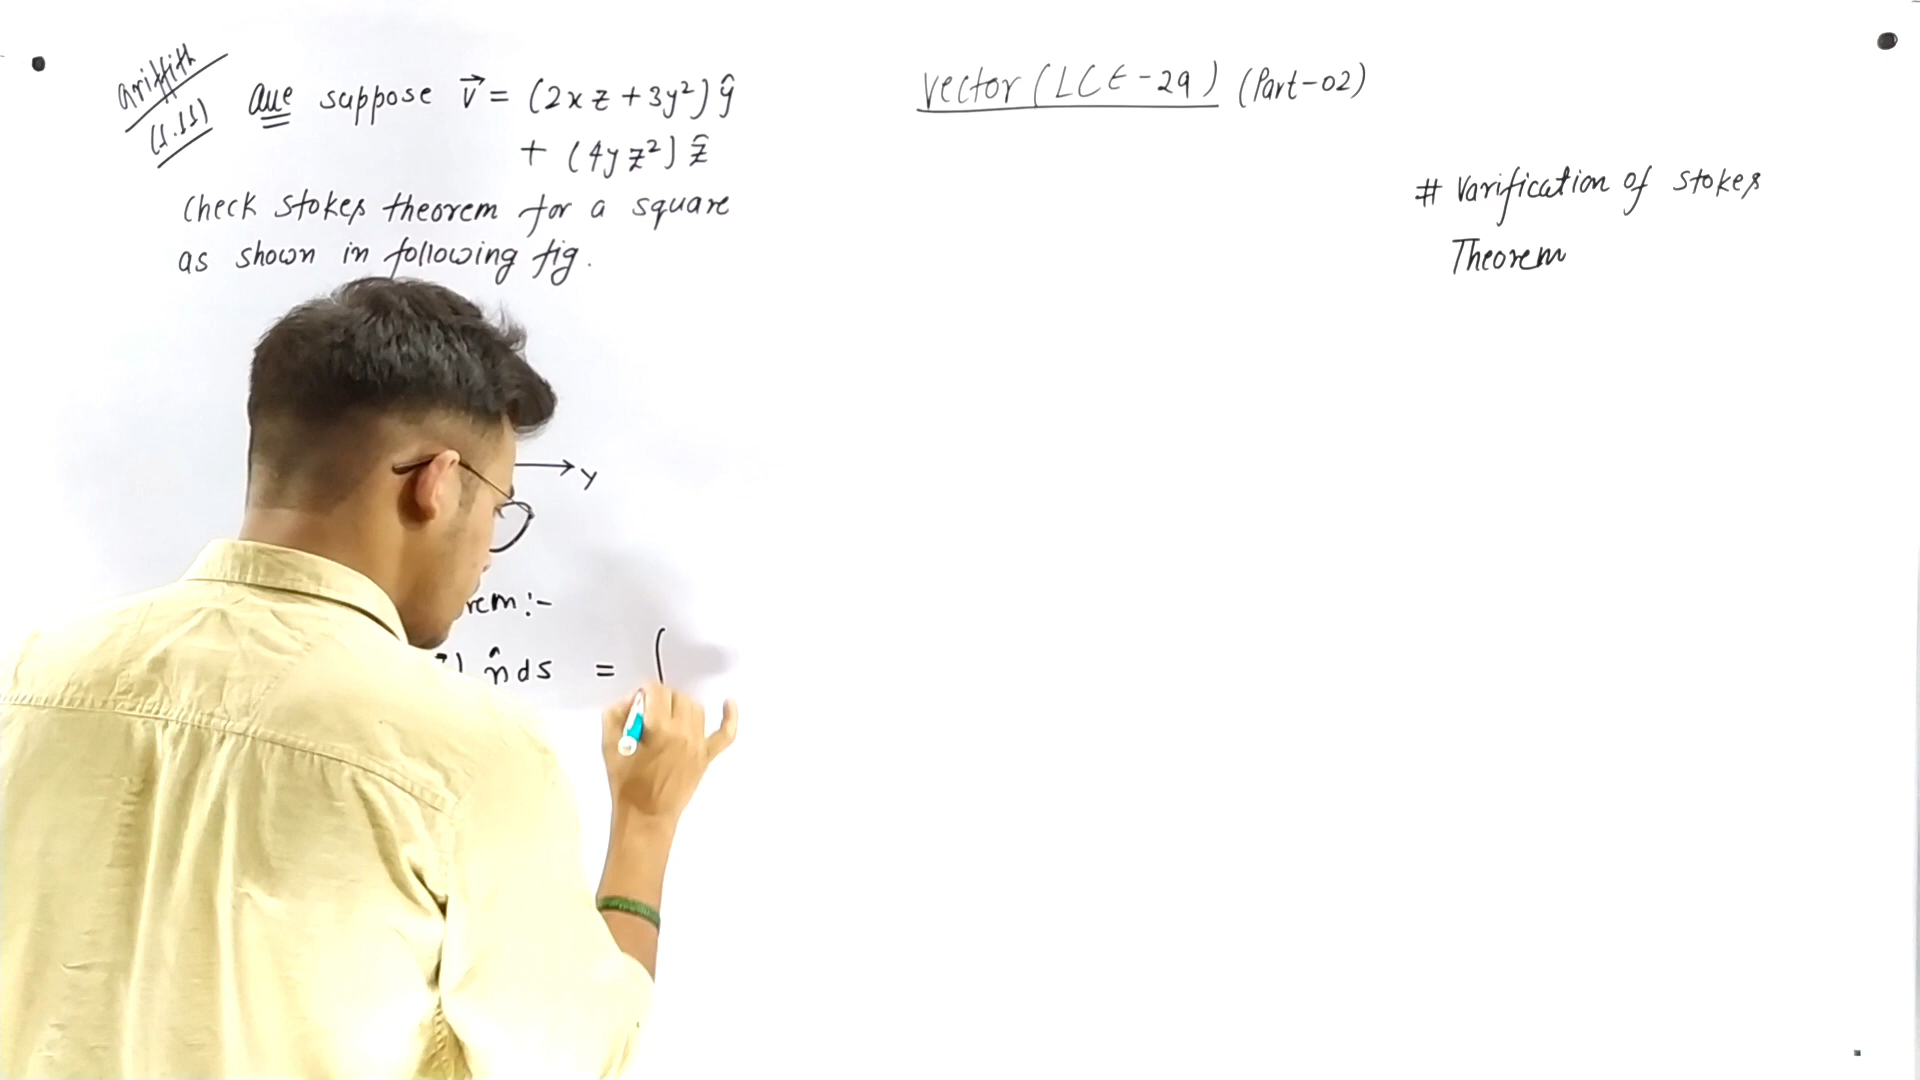 Griffith
(1.11)
Que suppose v⃗ = (2xz + 3y²) ŷ
+ (4yz²) ẑ
check stokes theorem for a square
as shown in following fig.
Y
rem :-
) n̂ ds = ∫
vector (LCE - 29) (Part-02)
# Varification of stokes
Theorem